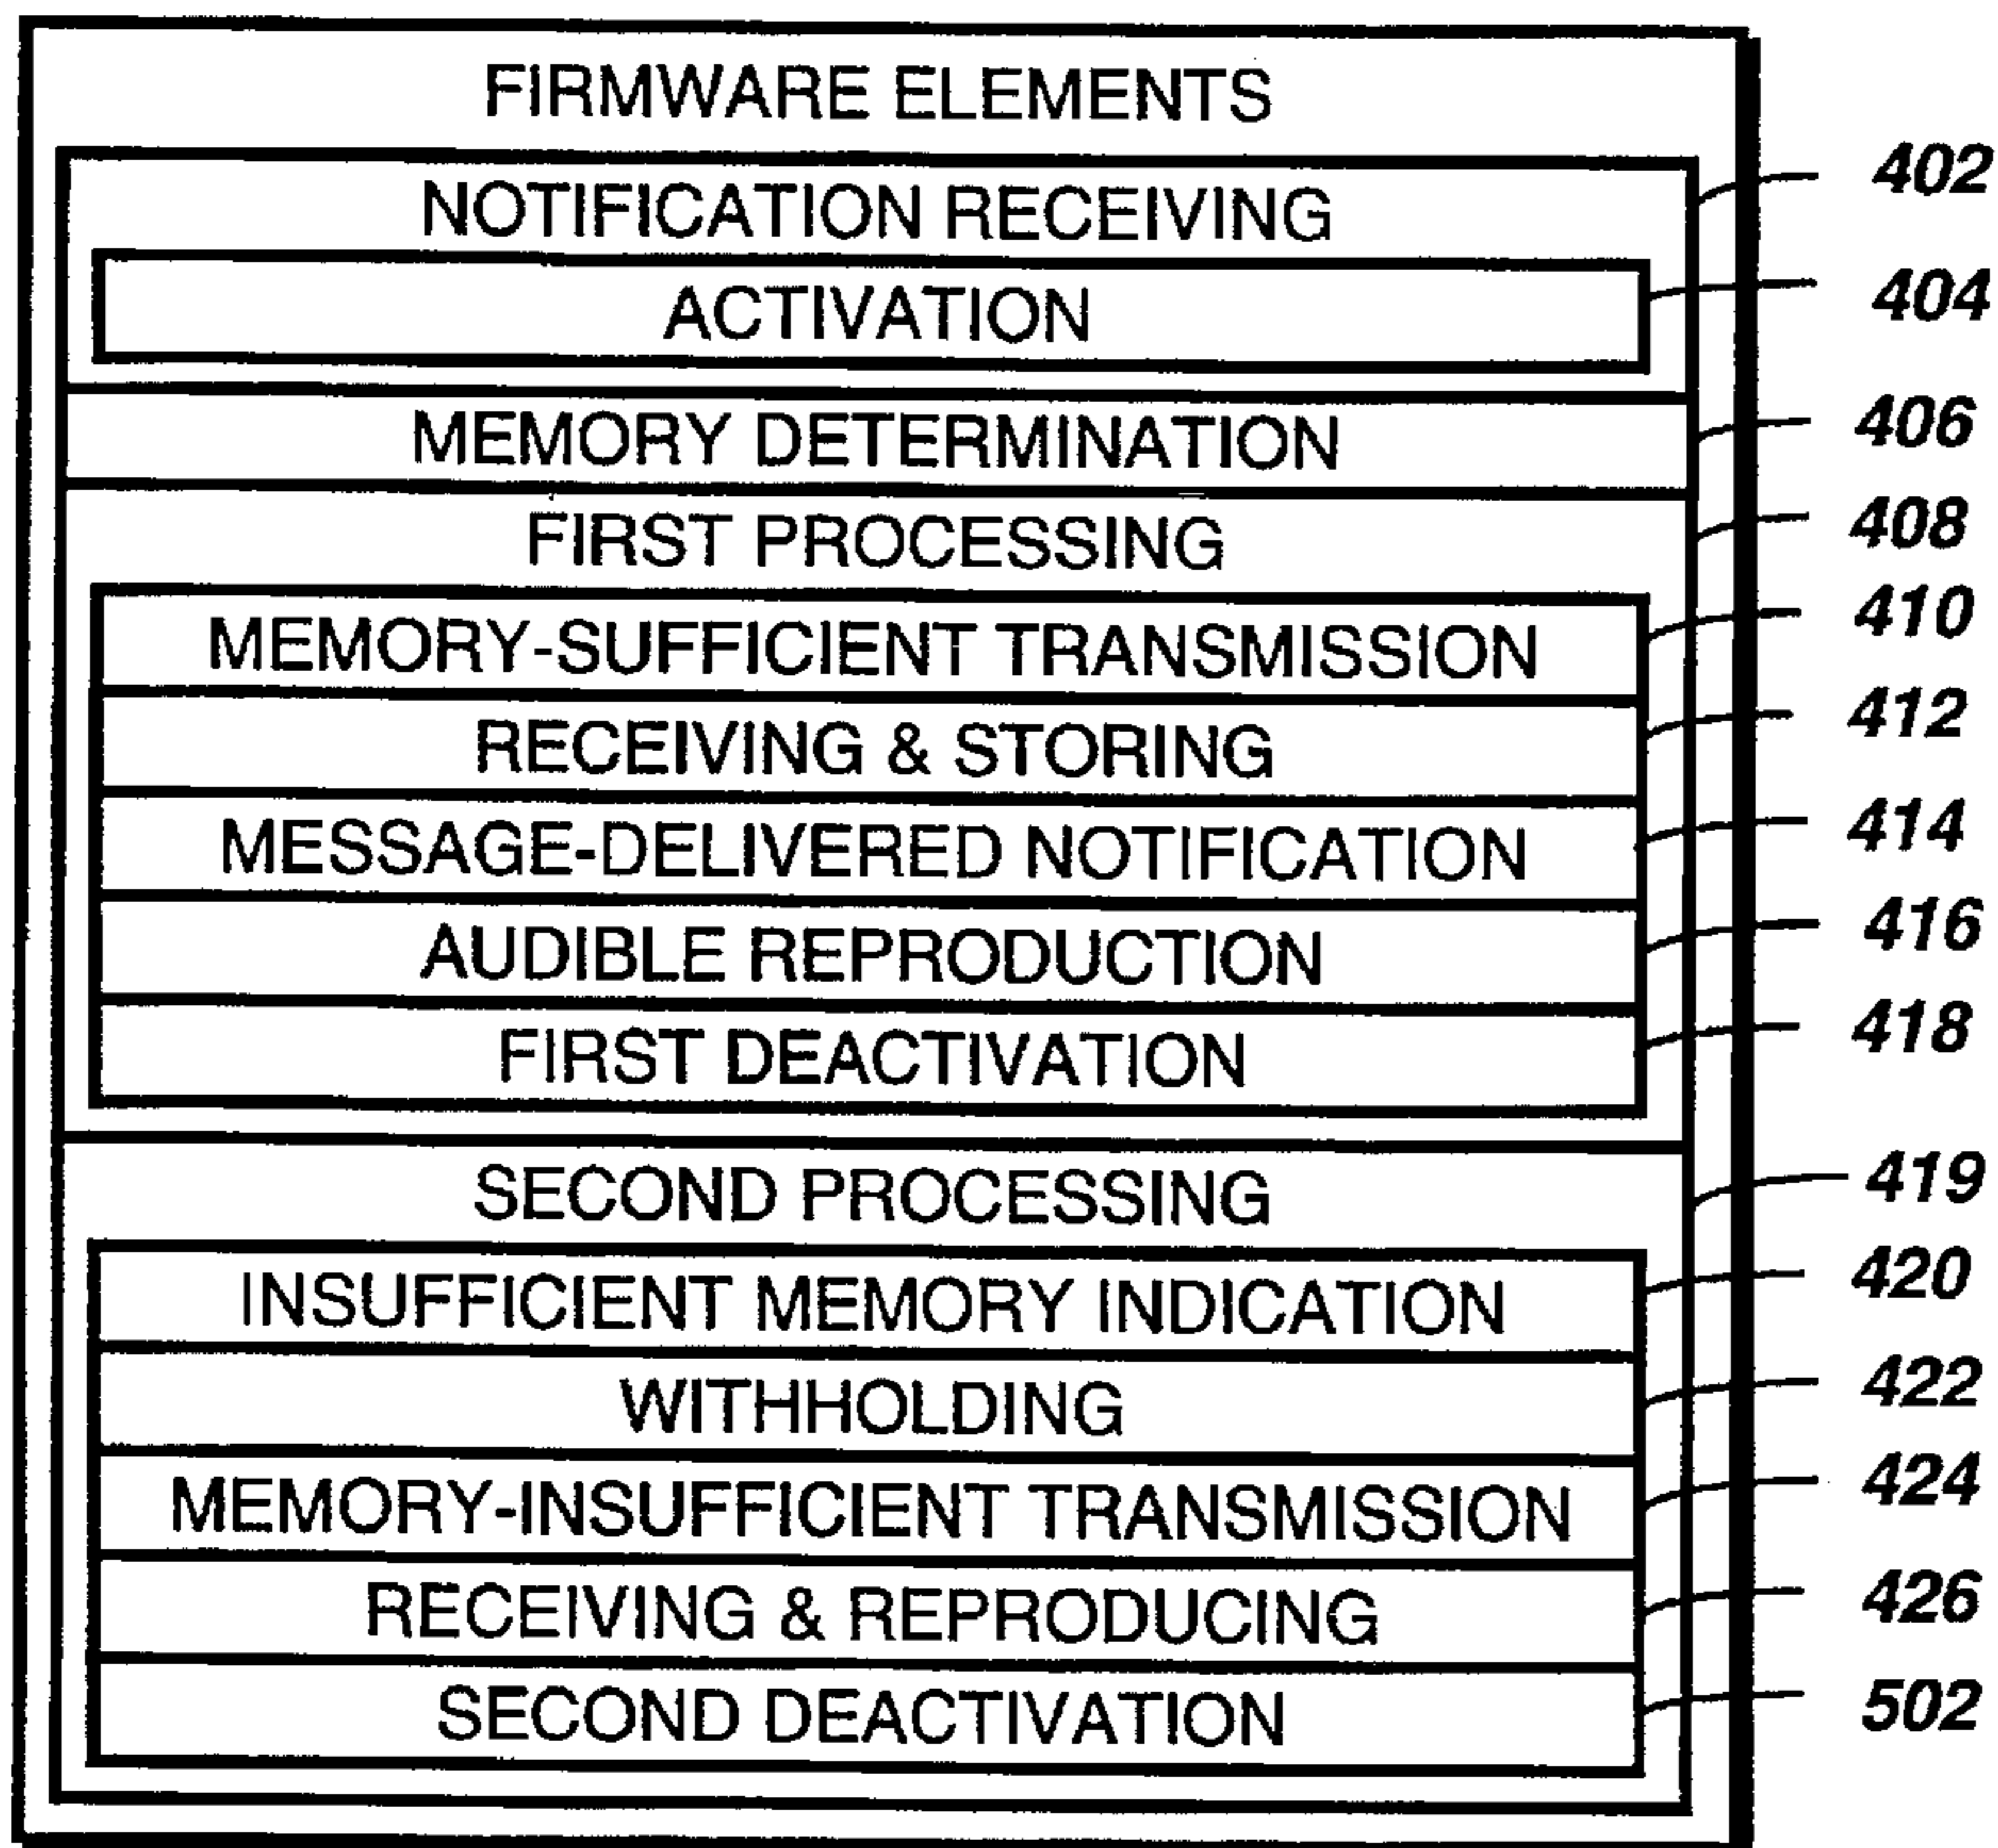 FIRMWARE ELEMENTS
NOTIFICATION RECEIVING 402
ACTIVATION 404
MEMORY DETERMINATION 406
FIRST PROCESSING 408
MEMORY-SUFFICIENT TRANSMISSION 410
RECEIVING & STORING 412
MESSAGE-DELIVERED NOTIFICATION 414
AUDIBLE REPRODUCTION 416
FIRST DEACTIVATION 418
SECOND PROCESSING 419
INSUFFICIENT MEMORY INDICATION 420
WITHHOLDING 422
MEMORY-INSUFFICIENT TRANSMISSION 424
RECEIVING & REPRODUCING 426
SECOND DEACTIVATION 502